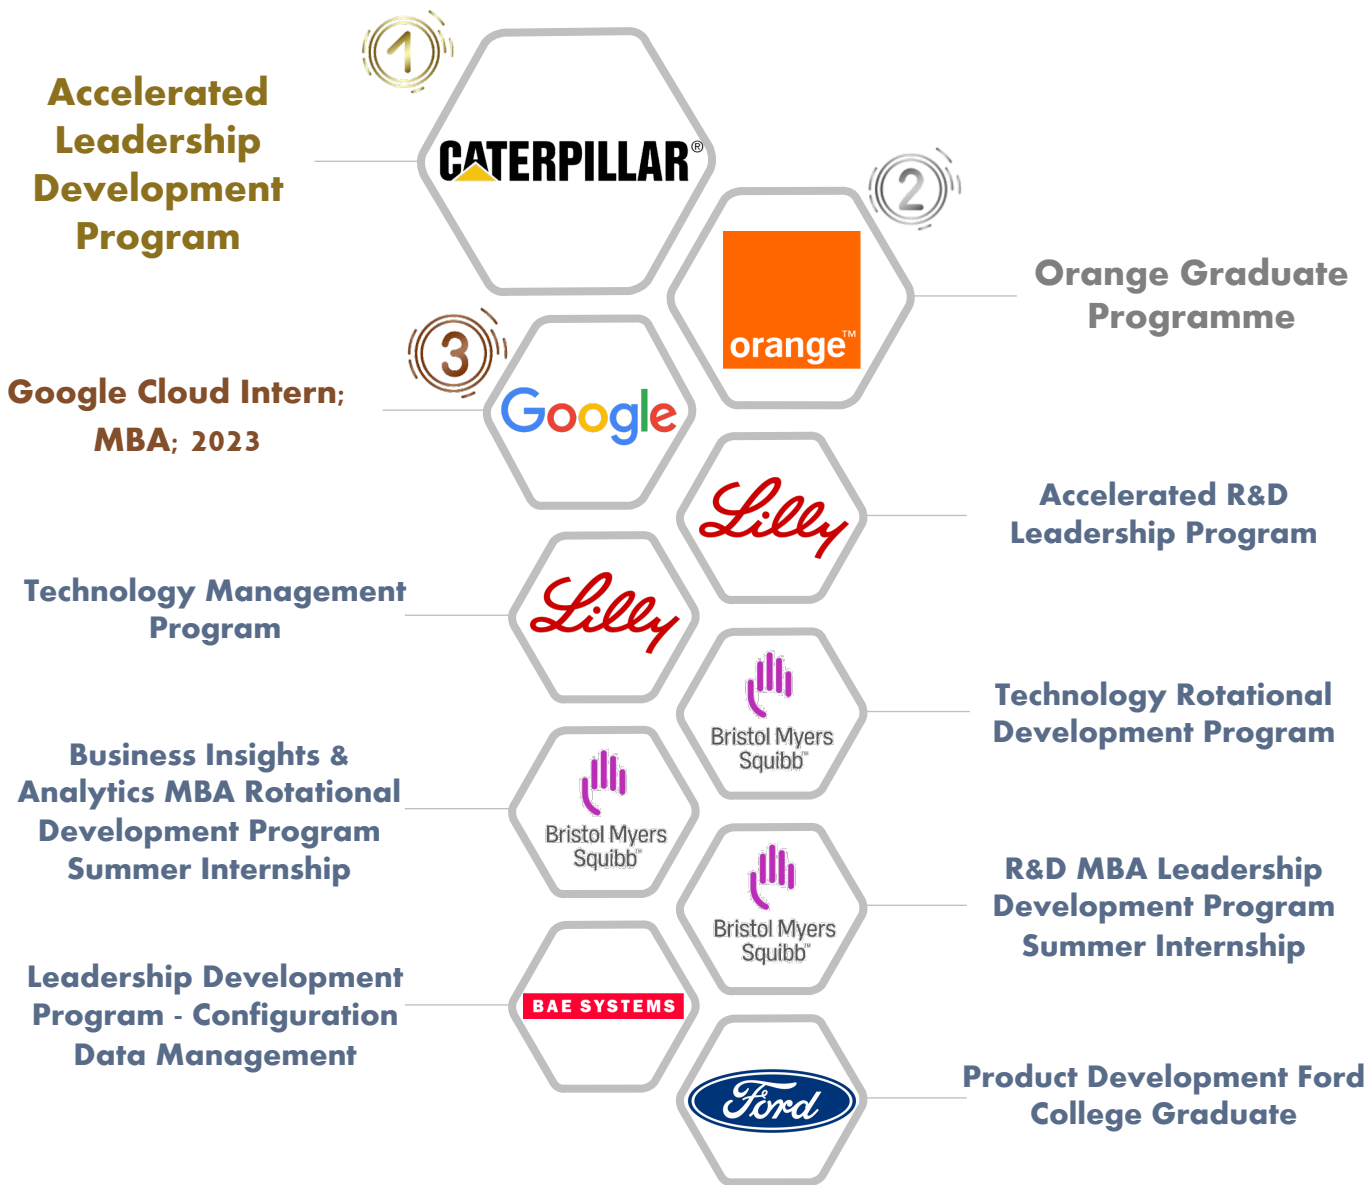 1
Accelerated
Leadership
Development
Program
CATERPILLAR®
2
orange™
Orange Graduate
Programme
3
Google Cloud Intern;
MBA; 2023
Google
Lilly
Accelerated R&D
Leadership Program
Technology Management
Program
Lilly
Bristol Myers
Squibb™
Technology Rotational
Development Program
Business Insights &
Analytics MBA Rotational
Development Program
Summer Internship
Bristol Myers
Squibb™
Bristol Myers
Squibb™
R&D MBA Leadership
Development Program
Summer Internship
Leadership Development
Program - Configuration
Data Management
BAE SYSTEMS
Ford
Product Development Ford
College Graduate